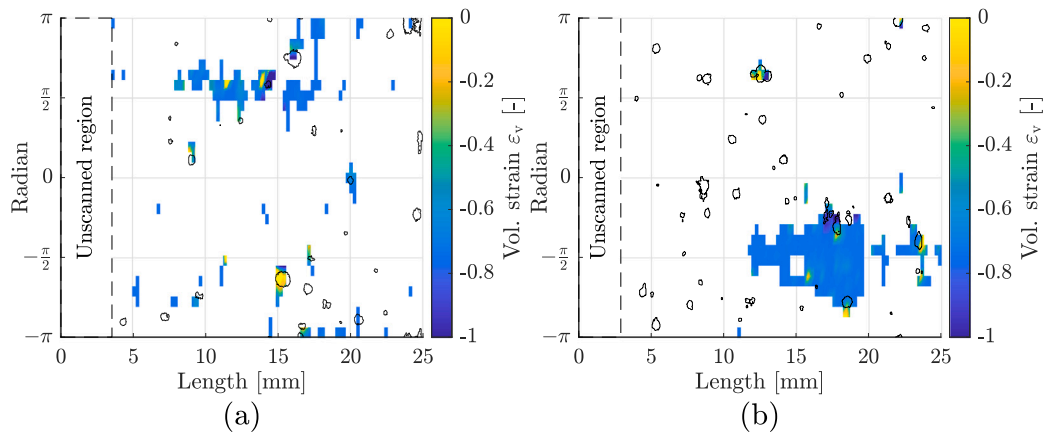 π
π/2
0
−π/2
−π
Radian
Unscanned region
0 5 10 15 20 25
Length [mm]
0
-0.2
-0.4
-0.6
-0.8
-1
Vol. strain εv [-]
(a)
π
π/2
0
−π/2
−π
Radian
Unscanned region
0 5 10 15 20 25
Length [mm]
0
-0.2
-0.4
-0.6
-0.8
-1
Vol. strain εv [-]
(b)